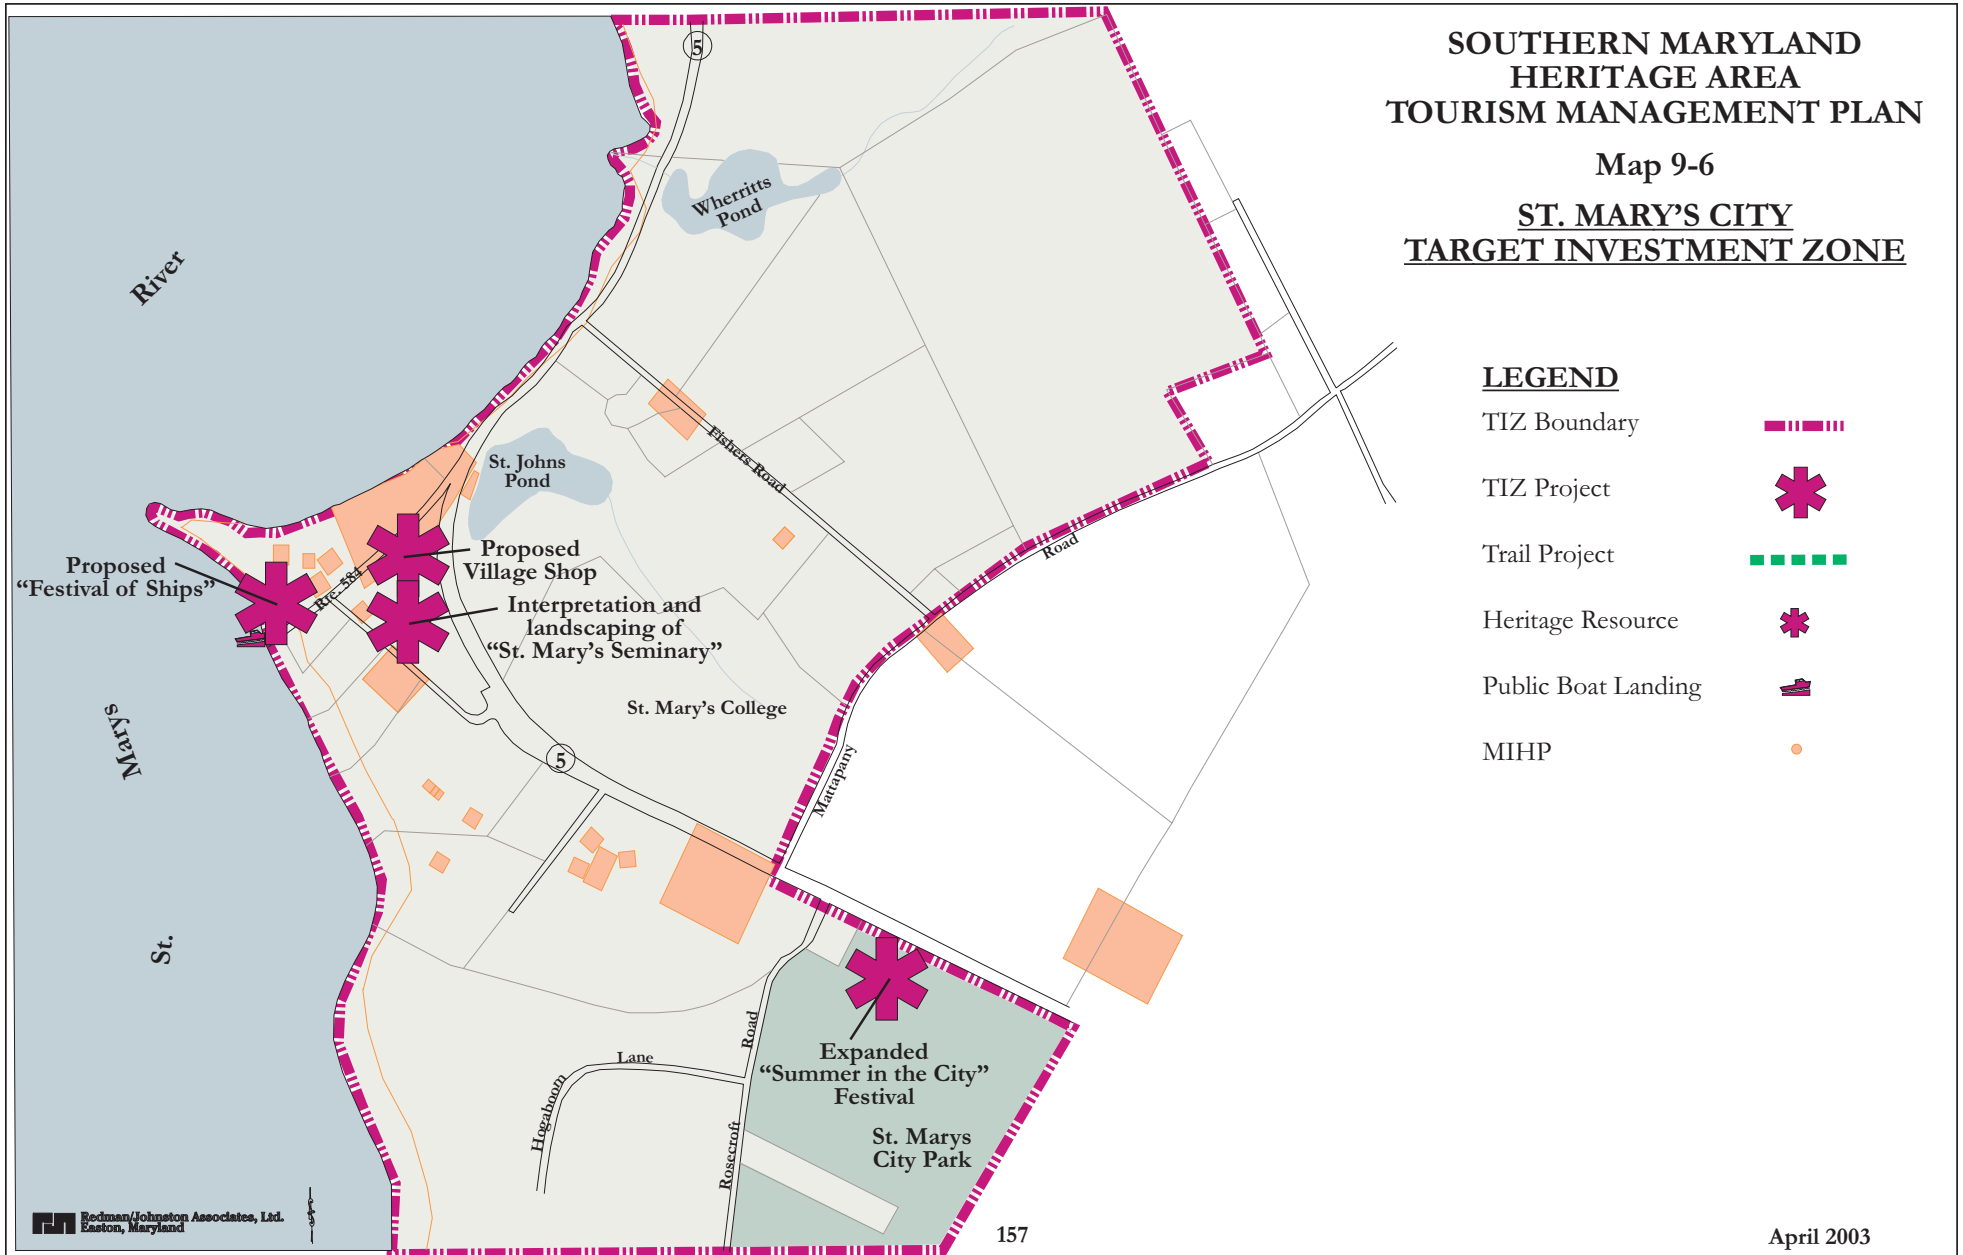 SOUTHERN MARYLAND
HERITAGE AREA
TOURISM MANAGEMENT PLAN
Map 9-6
ST. MARY'S CITY
TARGET INVESTMENT ZONE
LEGEND
TIZ Boundary
TIZ Project
Trail Project
Heritage Resource
Public Boat Landing
MIHP
5
Wherritts
Pond
River
Fishers Road
St. Johns
Pond
Road
Proposed
"Festival of Ships"
Rte. 584
Proposed
Village Shop
Interpretation and
landscaping of
"St. Mary's Seminary"
St. Mary's College
Marys
5
Mattapany
St.
Road
Lane
Hogaboom
Rosecroft
Expanded
"Summer in the City"
Festival
St. Marys
City Park
Redman/Johnston Associates, Ltd.
Easton, Maryland
157
April 2003